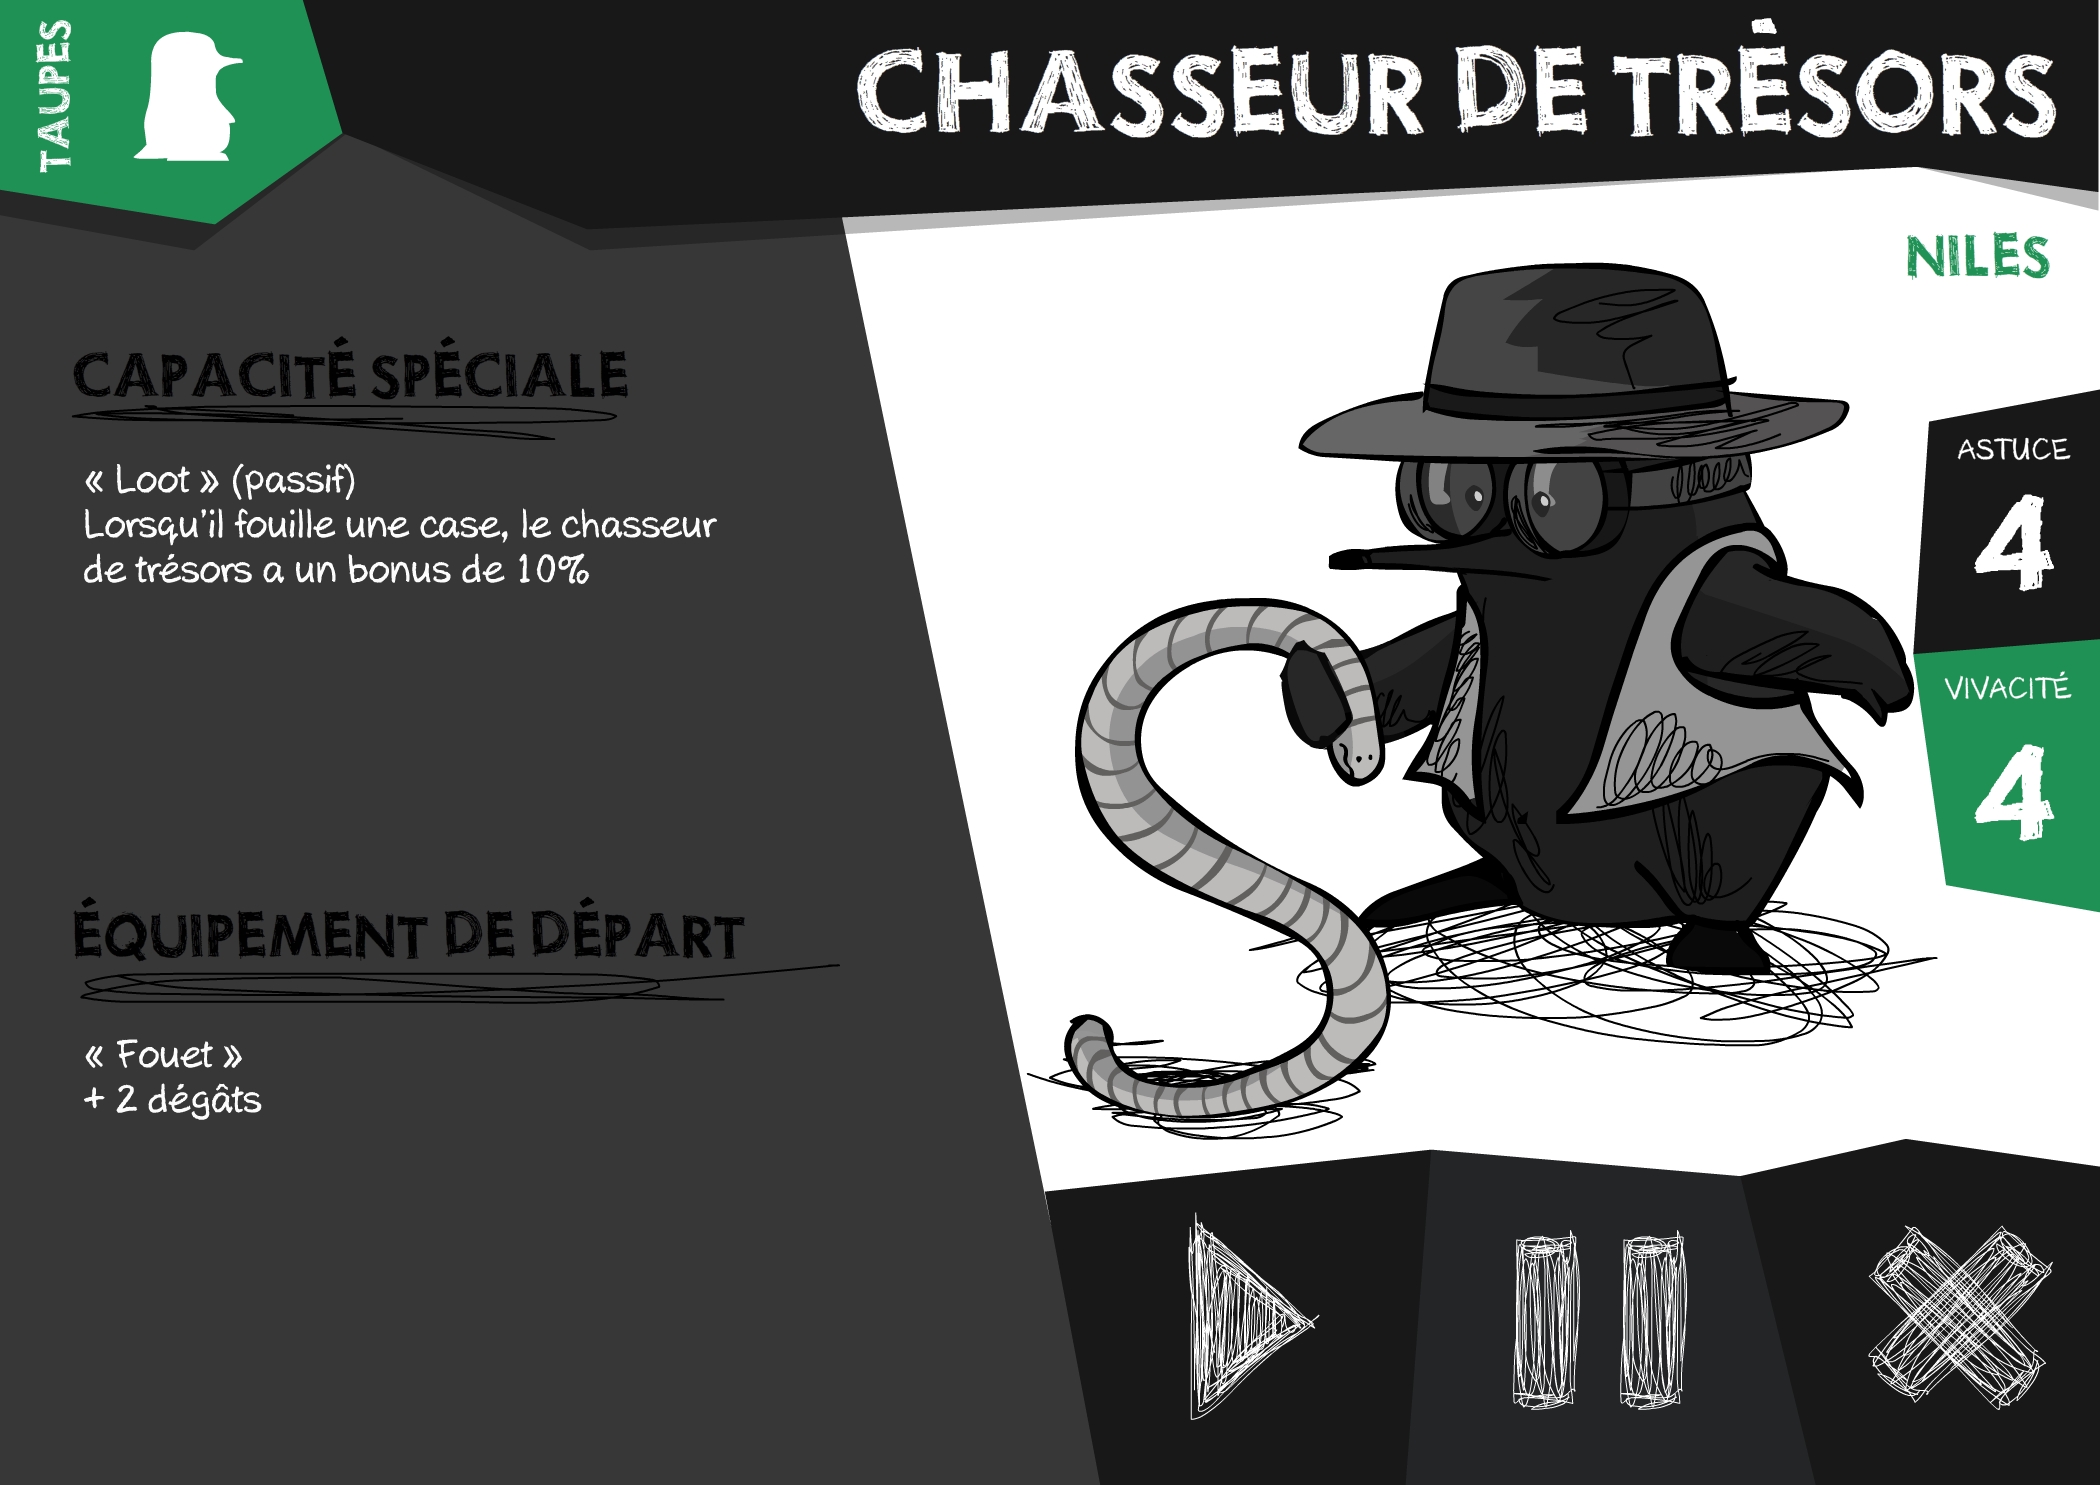 TAUPES
CHASSEUR DE TRÉSORS
NILES
CAPACITÉ SPÉCIALE
« Loot » (passif)
Lorsqu'il fouille une case, le chasseur
de trésors a un bonus de 10%
ASTUCE
4
VIVACITÉ
4
ÉQUIPEMENT DE DÉPART
« Fouet »
+ 2 dégâts